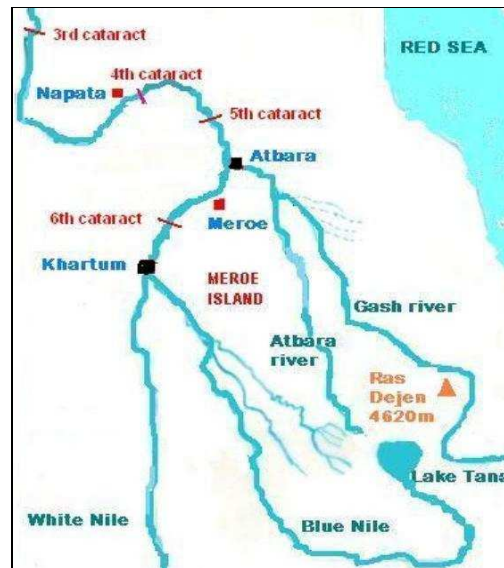 3rd cataract
RED SEA
4th cataract
Napata
5th cataract
Atbara
6th cataract
Meroe
Khartum
MEROE
ISLAND
Gash river
Atbara
river
Ras
Dejen
4620m
Lake Tana
White Nile
Blue Nile